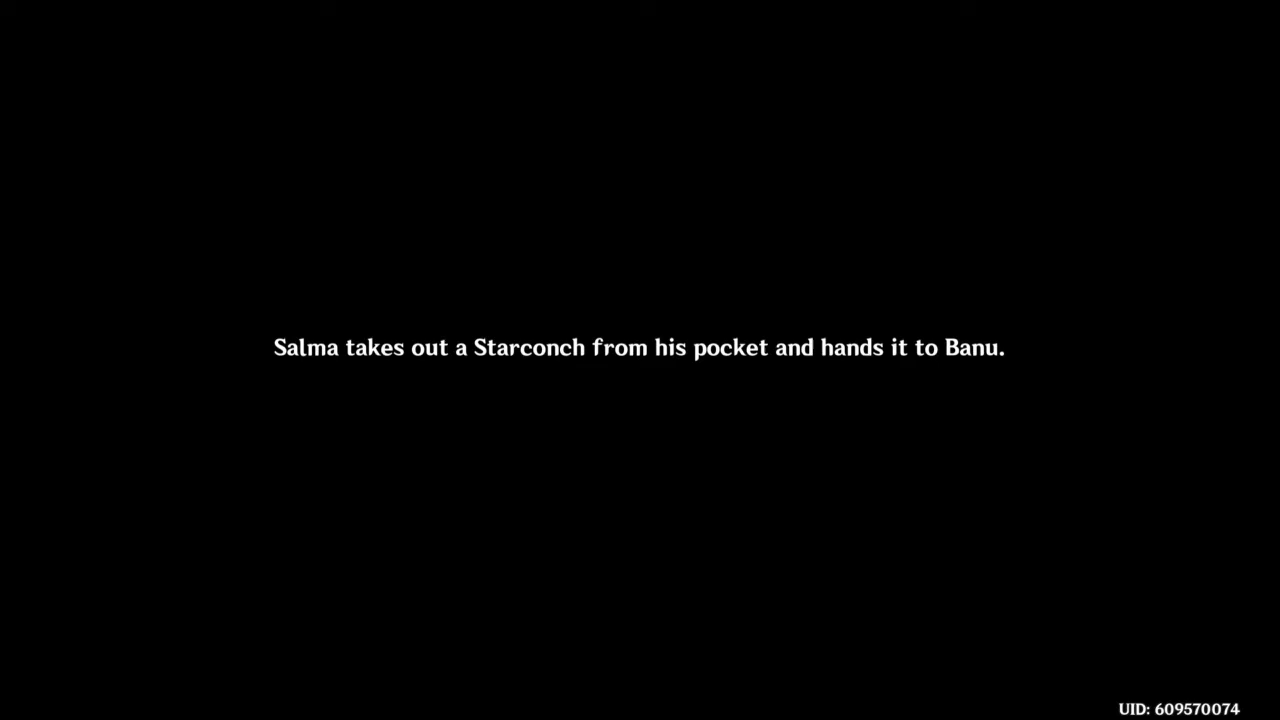 Salma takes out a Starconch from his pocket and hands it to Banu.
UID: 609570074